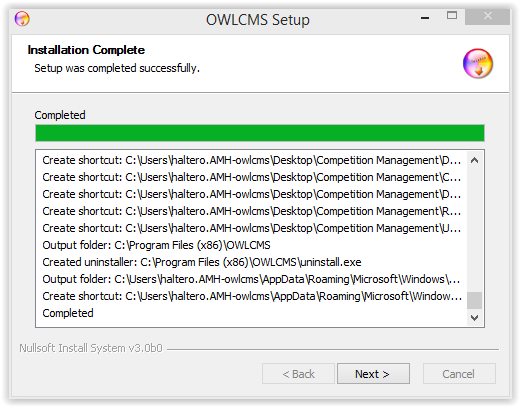 OWLCMS Setup
Installation Complete
Setup was completed successfully.
Completed
Create shortcut: C:\Users\haltero.AMH-owlcms\Desktop\Competition Management\D...
Create shortcut: C:\Users\haltero.AMH-owlcms\Desktop\Competition Management\C...
Create shortcut: C:\Users\haltero.AMH-owlcms\Desktop\Competition Management\D...
Create shortcut: C:\Users\haltero.AMH-owlcms\Desktop\Competition Management\R...
Create shortcut: C:\Users\haltero.AMH-owlcms\Desktop\Competition Management\U...
Output folder: C:\Program Files (x86)\OWLCMS
Created uninstaller: C:\Program Files (x86)\OWLCMS\uninstall.exe
Output folder: C:\Users\haltero.AMH-owlcms\AppData\Roaming\Microsoft\Windows\...
Create shortcut: C:\Users\haltero.AMH-owlcms\AppData\Roaming\Microsoft\Window...
Completed
Nullsoft Install System v3.0b0
< Back Next > Cancel